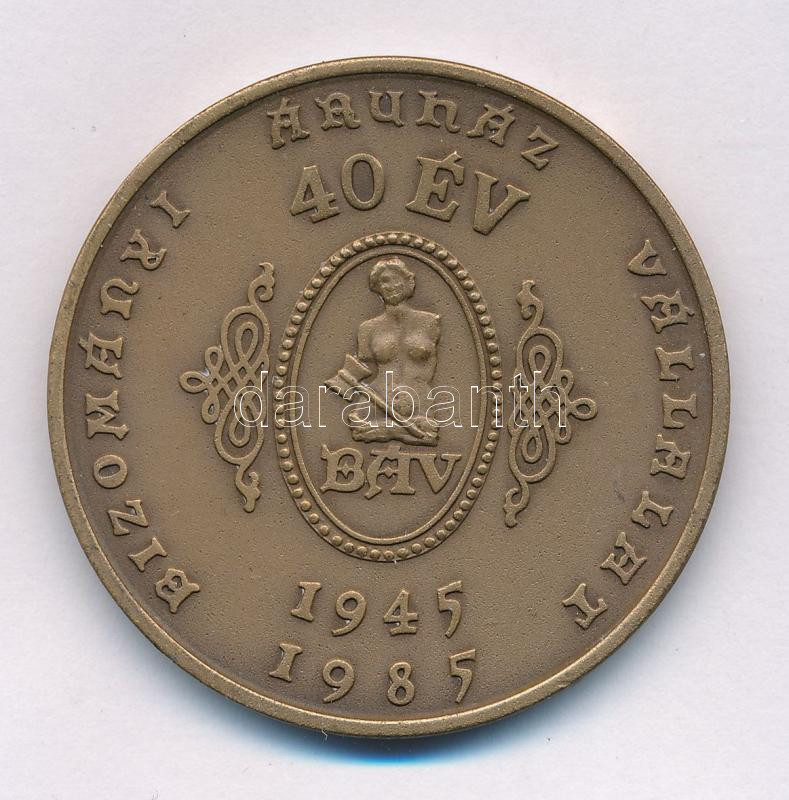 BIZOMÁNYI ÁRUHÁZ VÁLLALAT
40 ÉV
BÁV
1945
1985
darabanth